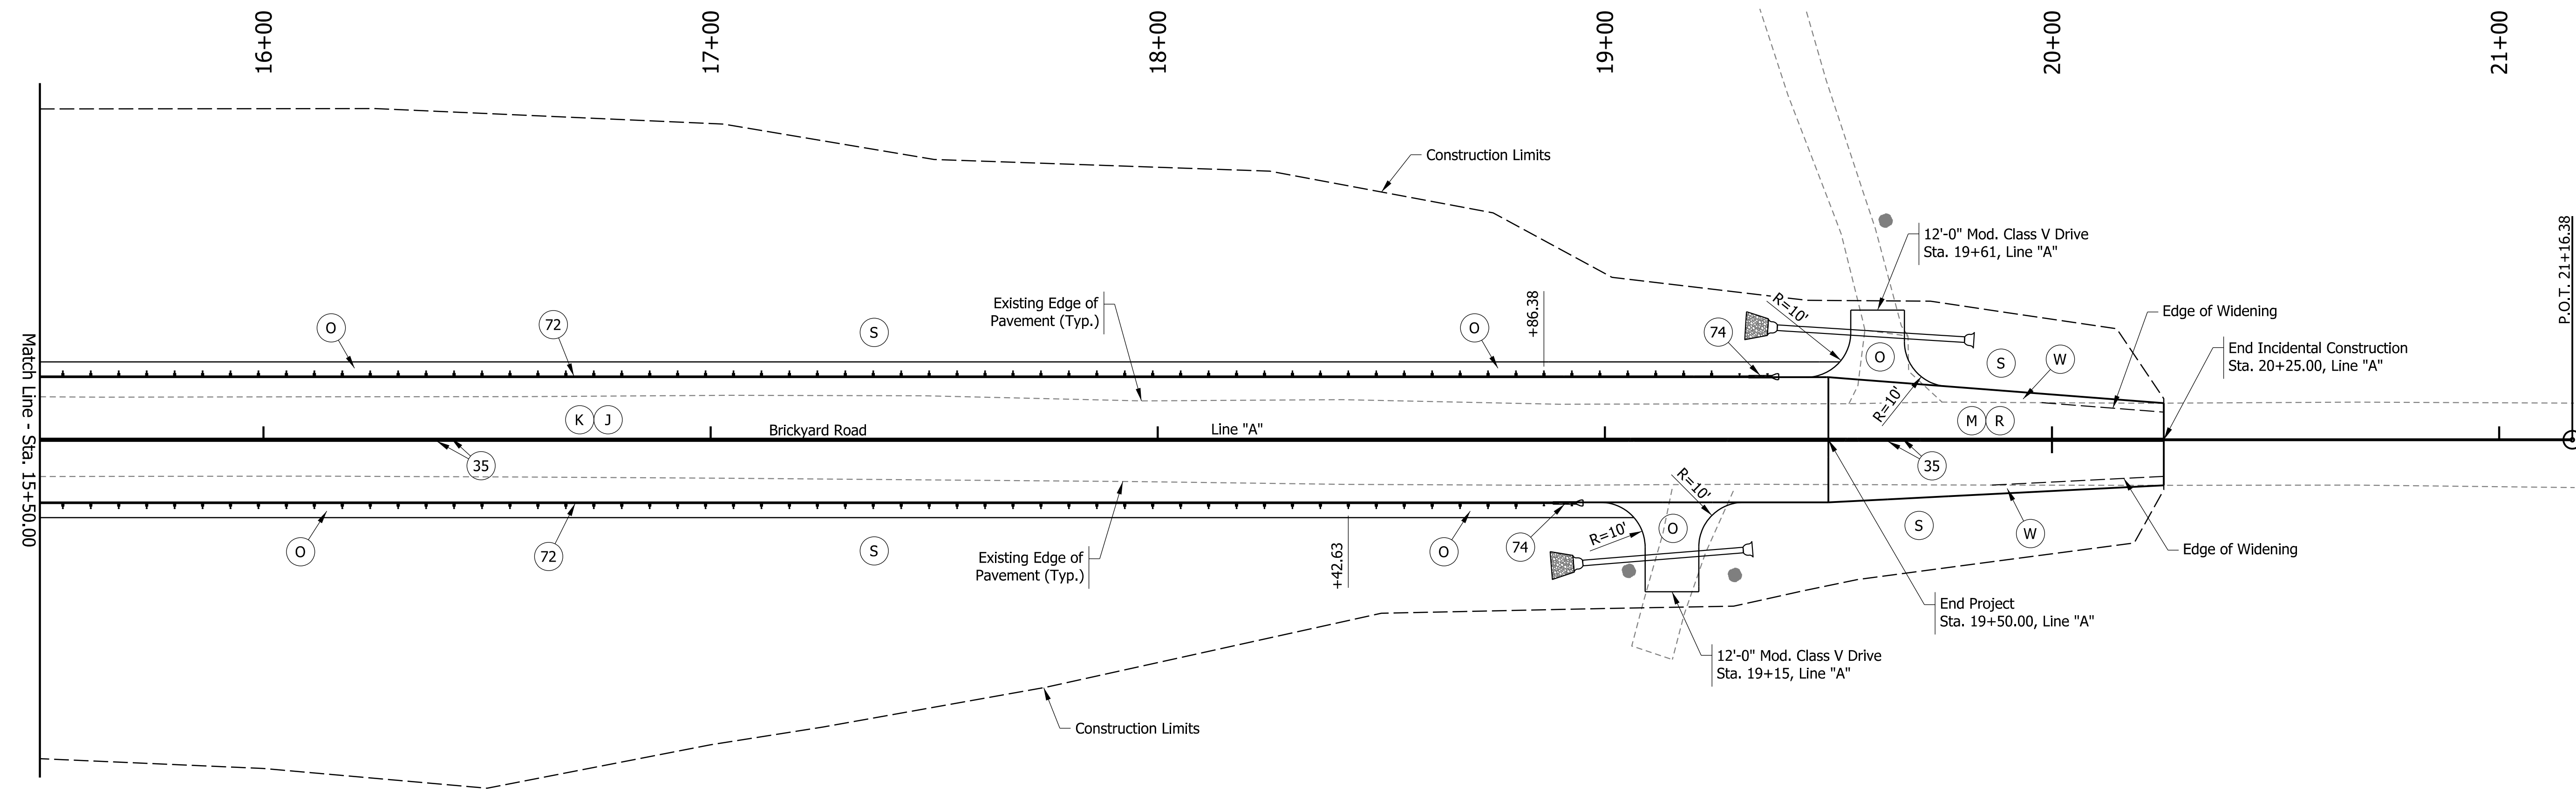 16+00
17+00
18+00
19+00
20+00
21+00
Construction Limits
12'-0" Mod. Class V Drive
Sta. 19+61, Line "A"
P.O.T. 21+16.38
Existing Edge of
Pavement (Typ.)
+86.38
R=10'
Edge of Widening
O
72
S
O
74
O
S
W
End Incidental Construction
Sta. 20+25.00, Line "A"
Match Line - Sta. 15+50.00
R=10'
K
J
M
R
Brickyard Road
Line "A"
35
35
R=10'
O
72
S
Existing Edge of
Pavement (Typ.)
+42.63
O
74
R=10'
O
S
W
Edge of Widening
End Project
Sta. 19+50.00, Line "A"
12'-0" Mod. Class V Drive
Sta. 19+15, Line "A"
Construction Limits